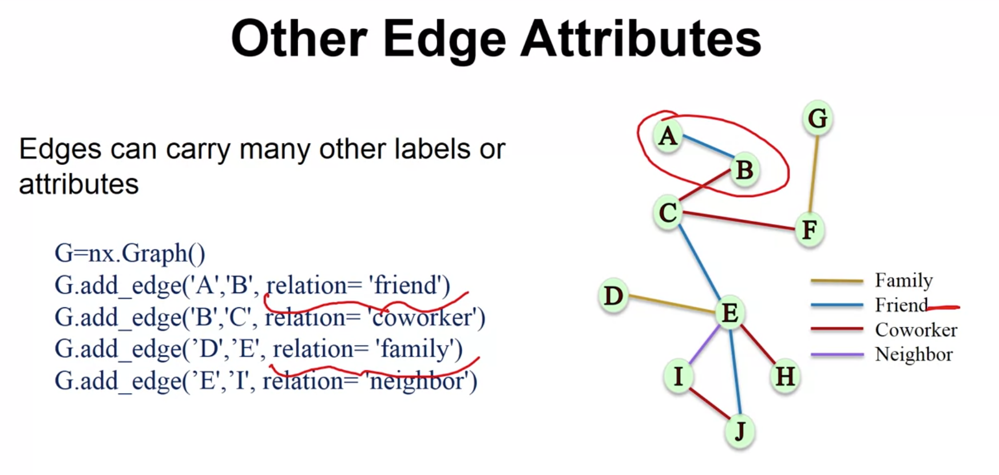 Other Edge Attributes
Edges can carry many other labels or
attributes
G=nx.Graph()
G.add_edge('A','B', relation= 'friend')
G.add_edge('B','C', relation= 'coworker')
G.add_edge(’D','E', relation= 'family')
G.add_edge(’E’,’I', relation= 'neighbor')
G
A
B
C
F
D
E
I
H
J
Family
Friend
Coworker
Neighbor